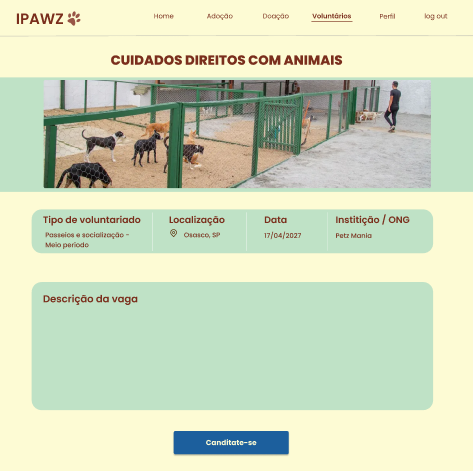 IPAWZ
Home Adoção Doação Voluntários Perfil log out
CUIDADOS DIREITOS COM ANIMAIS
Tipo de voluntariado Localização Data Institição / ONG
Passeios e socialização - Osasco, SP 17/04/2027 Petz Mania
Meio período
Descrição da vaga
Canditate-se